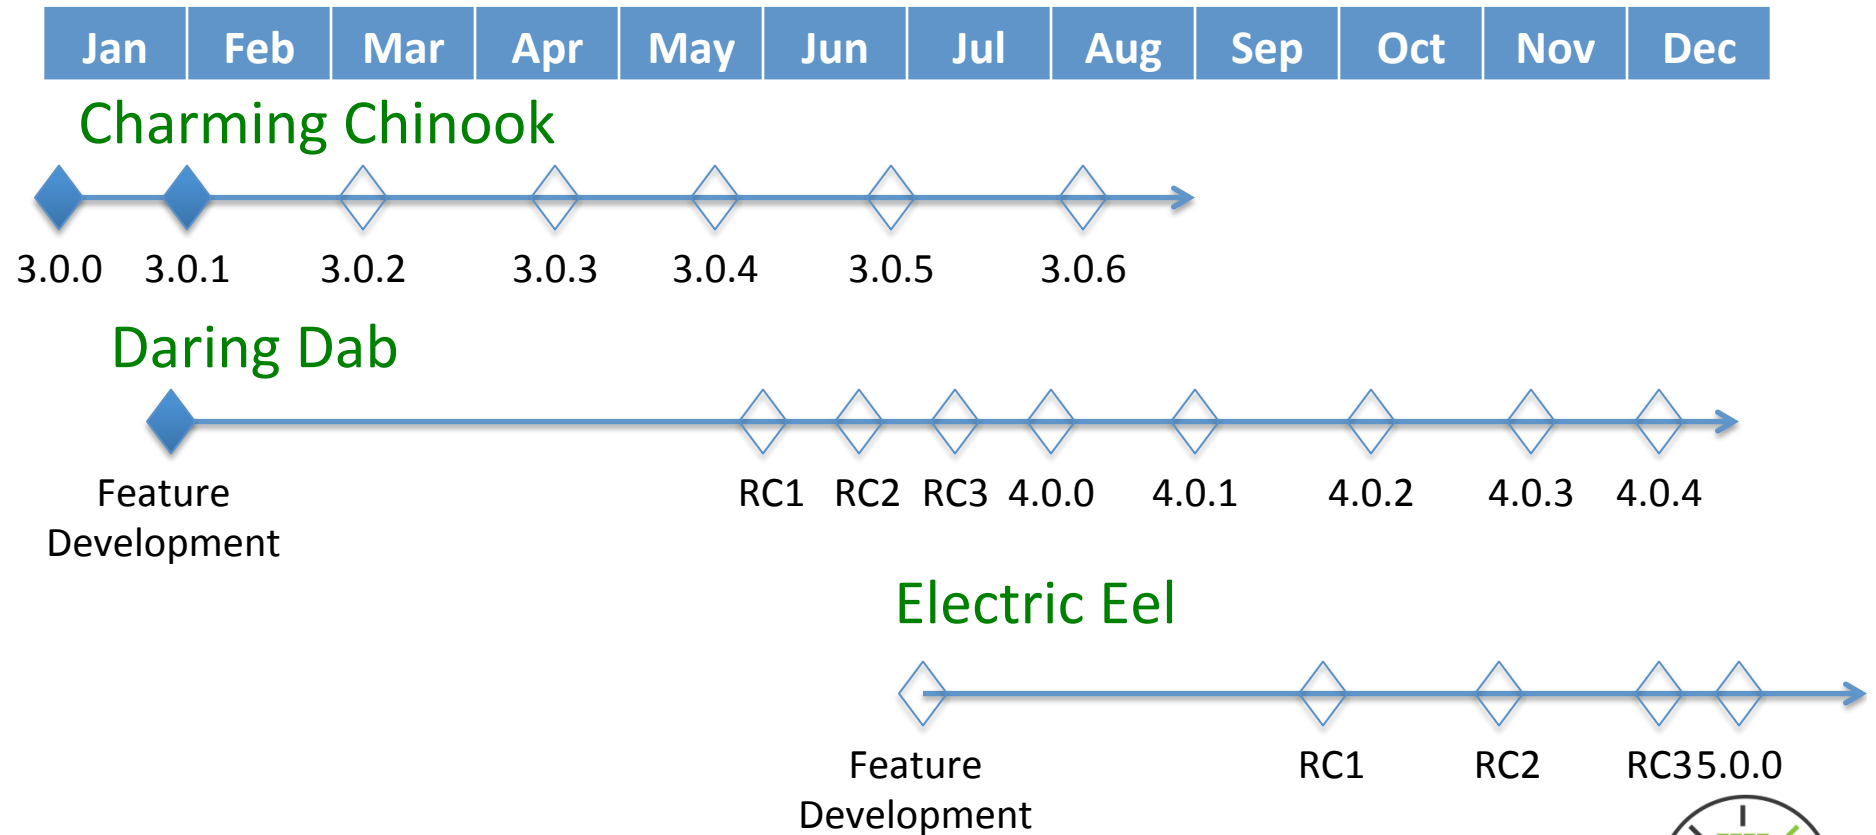 Jan Feb Mar Apr May Jun Jul Aug Sep Oct Nov Dec
Charming Chinook
3.0.0 3.0.1 3.0.2 3.0.3 3.0.4 3.0.5 3.0.6
Daring Dab
Feature RC1 RC2 RC3 4.0.0 4.0.1 4.0.2 4.0.3 4.0.4
Development
Electric Eel
Feature RC1 RC2 RC3 5.0.0
Development